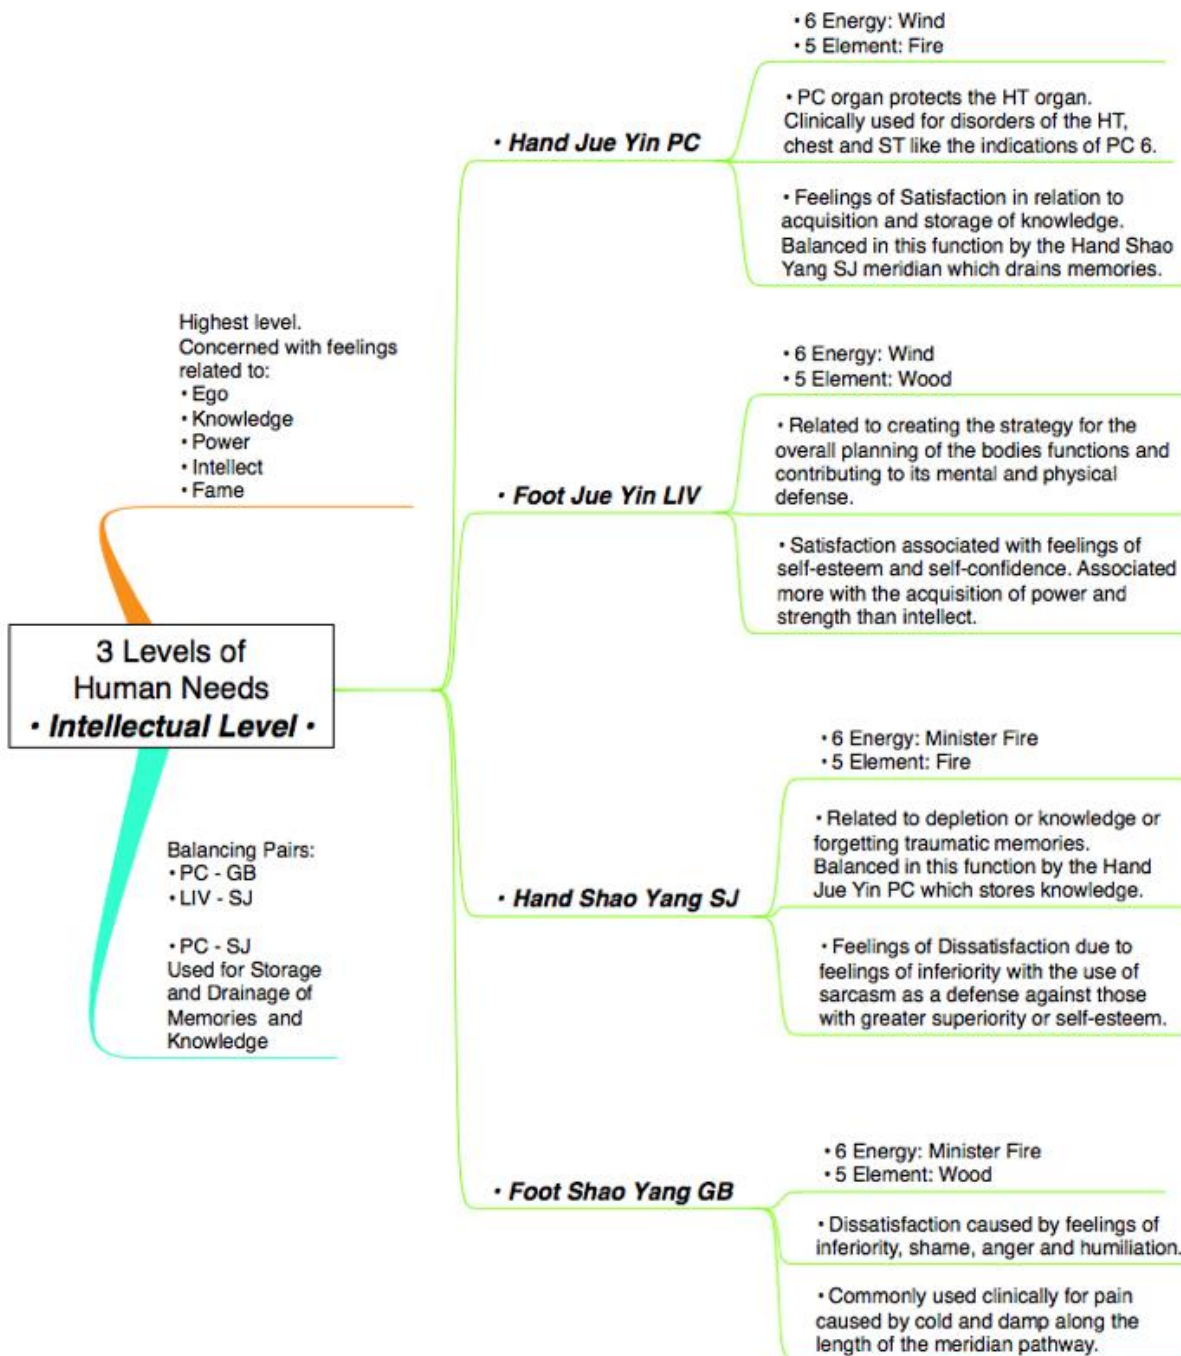 3 Levels of
Human Needs
• Intellectual Level •
Highest level.
Concerned with feelings
related to:
• Ego
• Knowledge
• Power
• Intellect
• Fame
Balancing Pairs:
• PC - GB
• LIV - SJ
• PC - SJ
Used for Storage
and Drainage of
Memories and
Knowledge
• Hand Jue Yin PC
• 6 Energy: Wind
• 5 Element: Fire
• PC organ protects the HT organ.
Clinically used for disorders of the HT,
chest and ST like the indications of PC 6.
• Feelings of Satisfaction in relation to
acquisition and storage of knowledge.
Balanced in this function by the Hand Shao
Yang SJ meridian which drains memories.
• Foot Jue Yin LIV
• 6 Energy: Wind
• 5 Element: Wood
• Related to creating the strategy for the
overall planning of the bodies functions and
contributing to its mental and physical
defense.
• Satisfaction associated with feelings of
self-esteem and self-confidence. Associated
more with the acquisition of power and
strength than intellect.
• Hand Shao Yang SJ
• 6 Energy: Minister Fire
• 5 Element: Fire
• Related to depletion or knowledge or
forgetting traumatic memories.
Balanced in this function by the Hand
Jue Yin PC which stores knowledge.
• Feelings of Dissatisfaction due to
feelings of inferiority with the use of
sarcasm as a defense against those
with greater superiority or self-esteem.
• Foot Shao Yang GB
• 6 Energy: Minister Fire
• 5 Element: Wood
• Dissatisfaction caused by feelings of
inferiority, shame, anger and humiliation.
• Commonly used clinically for pain
caused by cold and damp along the
length of the meridian pathway.